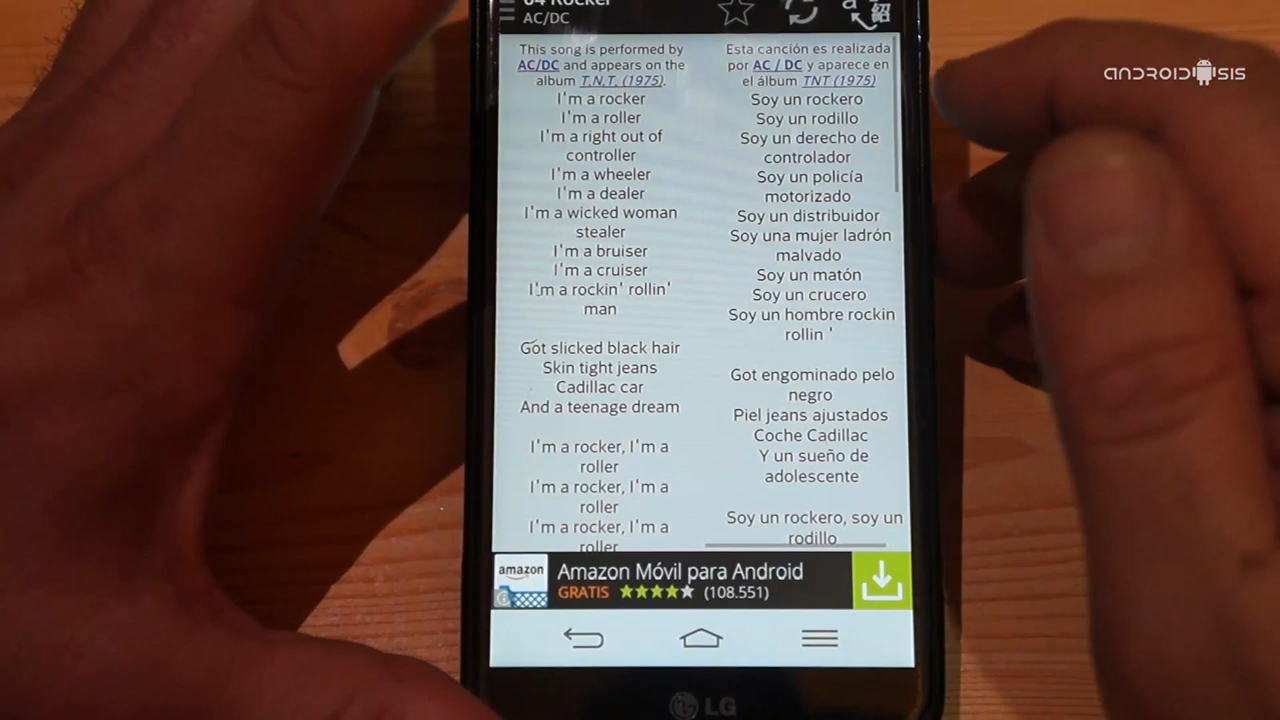 04 Rocker
AC/DC
This song is performed by
AC/DC and appears on the
album T.N.T. (1975).
I'm a rocker
I'm a roller
I'm a right out of
controller
I'm a wheeler
I'm a dealer
I'm a wicked woman
stealer
I'm a bruiser
I'm a cruiser
I'm a rockin' rollin'
man
Got slicked black hair
Skin tight jeans
Cadillac car
And a teenage dream
I'm a rocker, I'm a
roller
I'm a rocker, I'm a
roller
I'm a rocker, I'm a
roller
Esta canción es realizada
por AC / DC y aparece en
el álbum TNT (1975)
Soy un rockero
Soy un rodillo
Soy un derecho de
controlador
Soy un policía
motorizado
Soy un distribuidor
Soy una mujer ladrón
malvado
Soy un matón
Soy un crucero
Soy un hombre rockin
rollin '
Got engominado pelo
negro
Piel jeans ajustados
Coche Cadillac
Y un sueño de
adolescente
Soy un rockero, soy un
rodillo
amazon
Amazon Móvil para Android
GRATIS (108.551)
LG
ANDROIDSIS